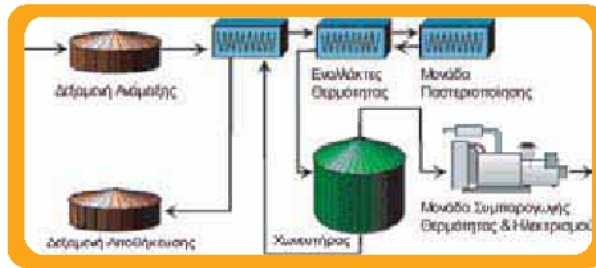 Δεξαμενή Ανάμειξης
Εναλλάκτες
Θερμότητας
Μονάδα
Παστεριοποίησης
Δεξαμενή Αποθήκευσης
Χωνευτήρας
Μονάδα Συμπαραγωγής
Θερμότητας & Ηλεκτρισμού